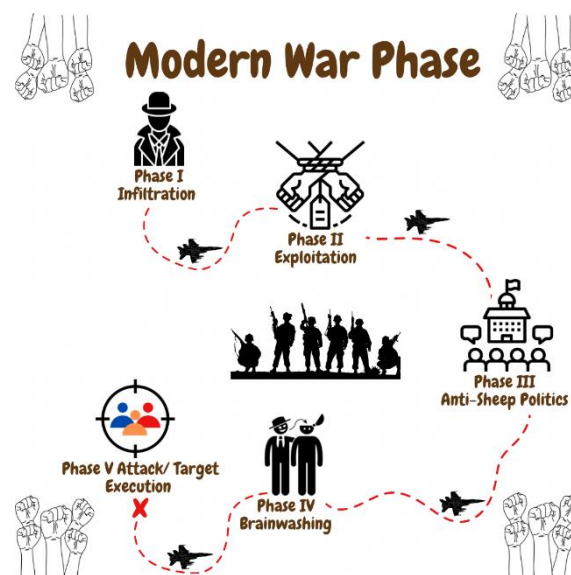 Modern War Phase
Phase I
Infiltration
Phase II
Exploitation
Phase III
Anti-Sheep Politics
Phase IV
Brainwashing
Phase V Attack/ Target
Execution